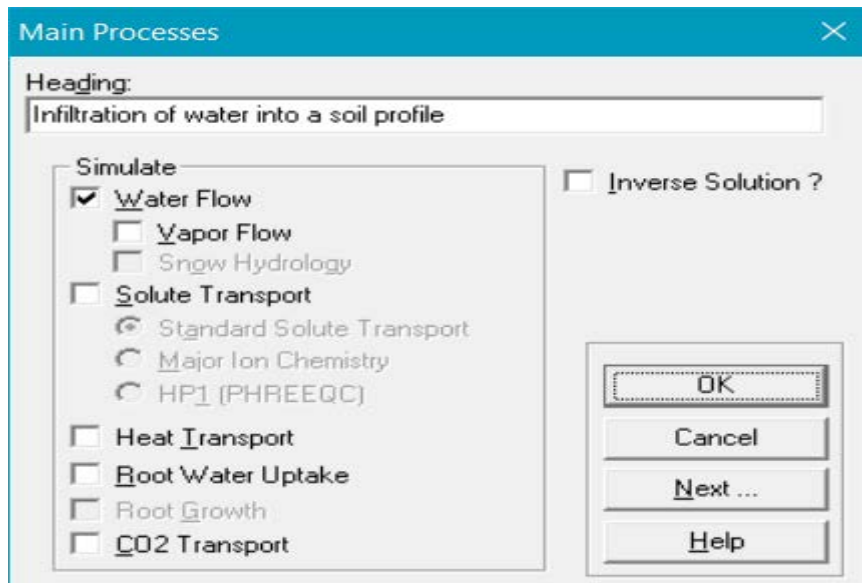 Main Processes
Heading:
Infiltration of water into a soil profile
Simulate
Water Flow
Vapor Flow
Snow Hydrology
Solute Transport
Standard Solute Transport
Major Ion Chemistry
HP1 (PHREEQC)
Heat Transport
Root Water Uptake
Root Growth
CO2 Transport
Inverse Solution ?
OK
Cancel
Next ...
Help